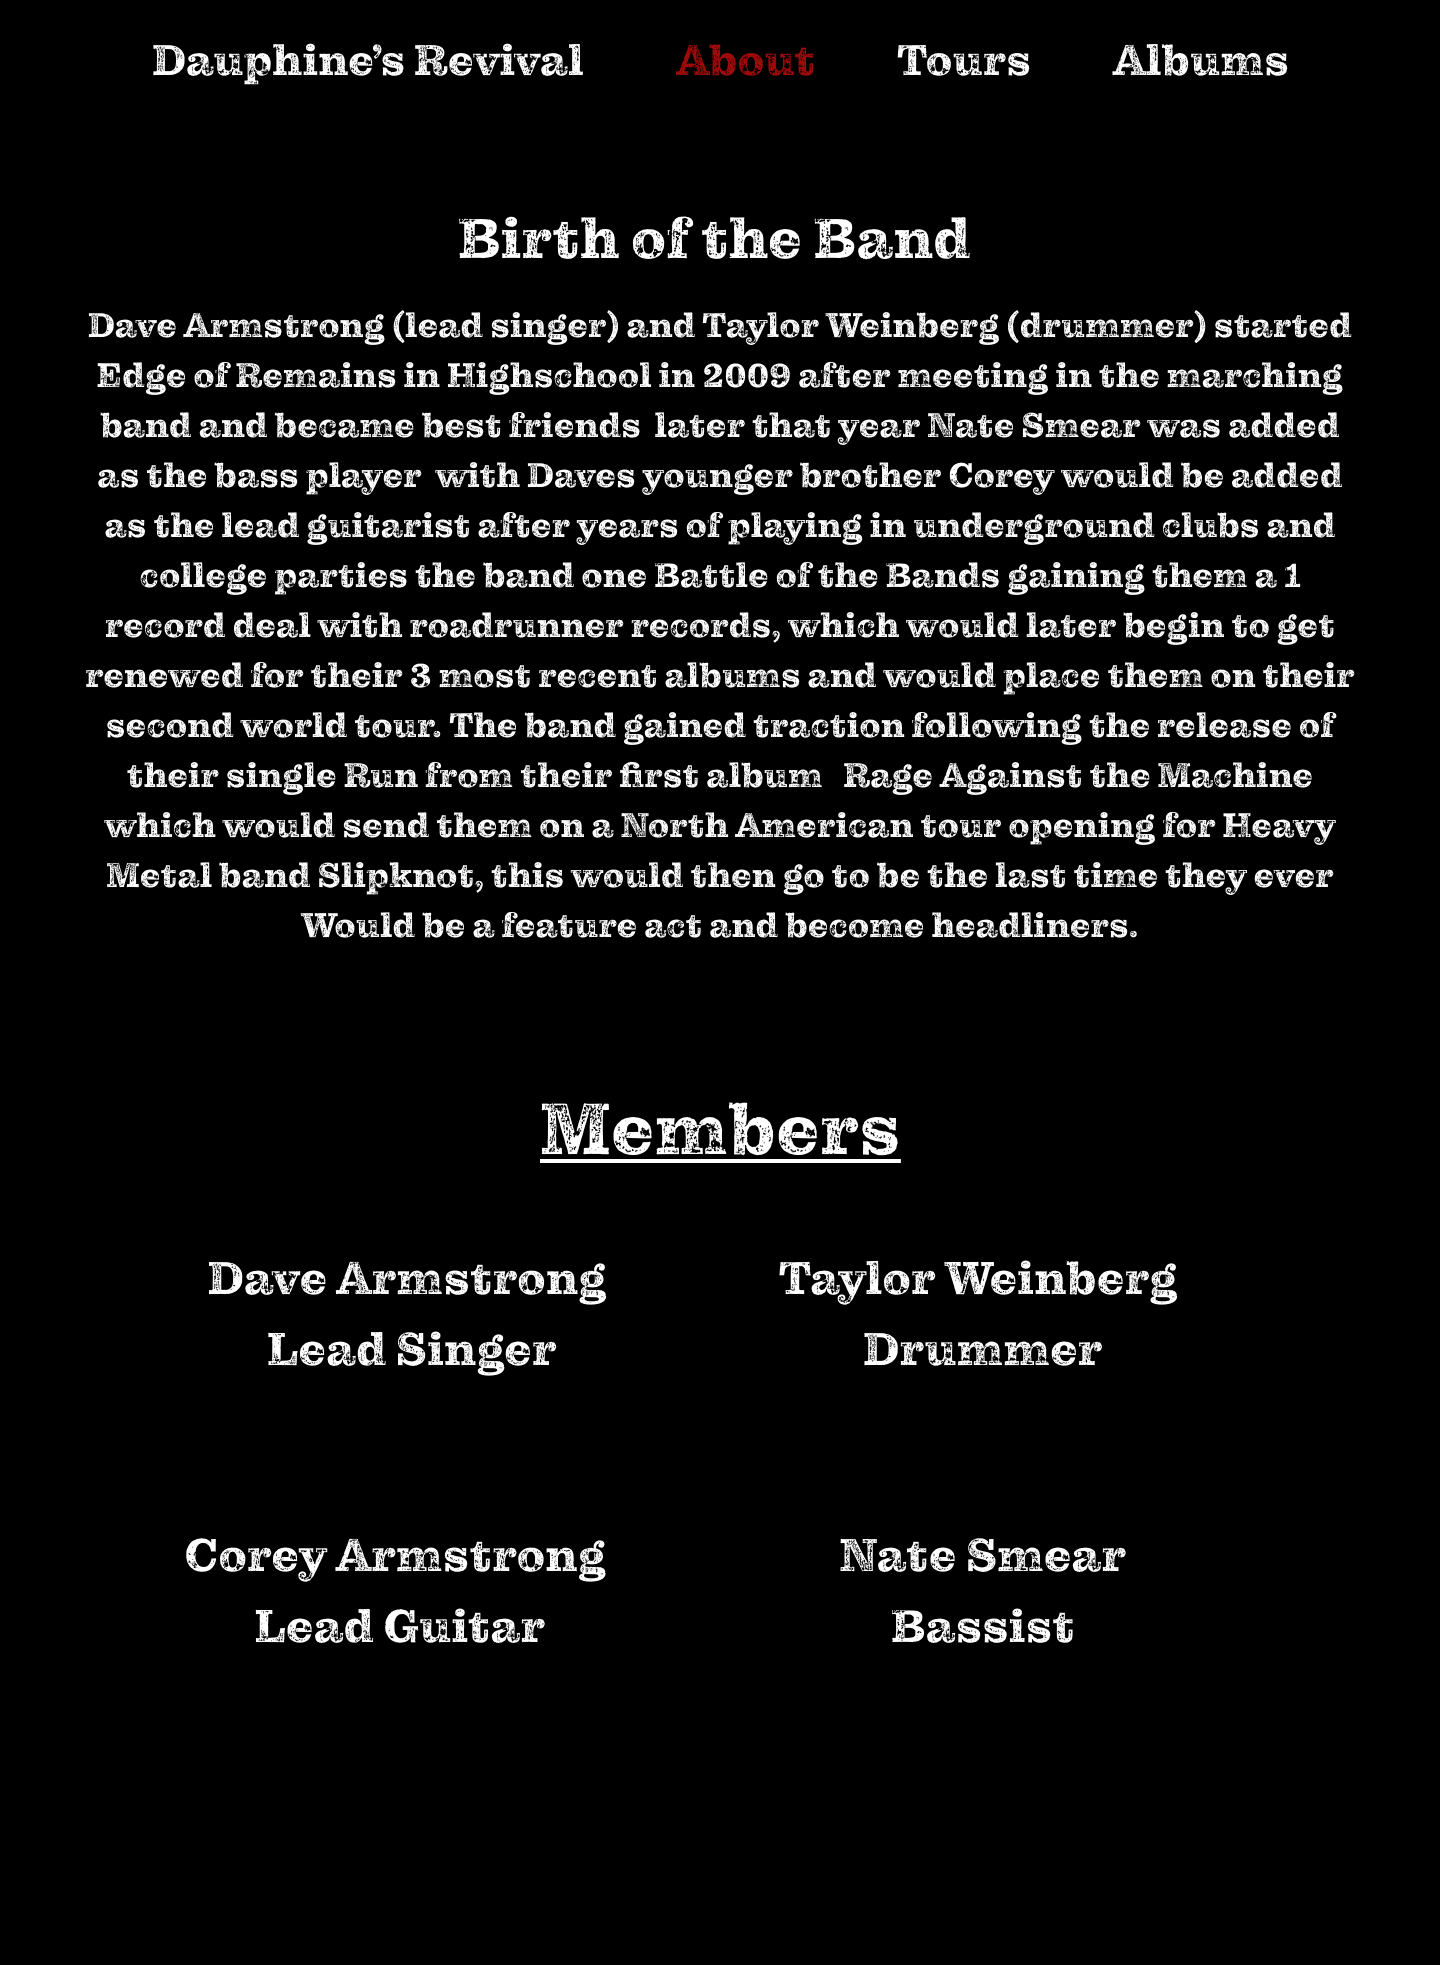 Dauphine’s Revival About Tours Albums
Birth of the Band
Dave Armstrong (lead singer) and Taylor Weinberg (drummer) started
Edge of Remains in Highschool in 2009 after meeting in the marching
band and became best friends later that year Nate Smear was added
as the bass player with Daves younger brother Corey would be added
as the lead guitarist after years of playing in underground clubs and
college parties the band one Battle of the Bands gaining them a 1
record deal with roadrunner records, which would later begin to get
renewed for their 3 most recent albums and would place them on their
second world tour. The band gained traction following the release of
their single Run from their first album Rage Against the Machine
which would send them on a North American tour opening for Heavy
Metal band Slipknot, this would then go to be the last time they ever
Would be a feature act and become headliners.
Members
Dave Armstrong
Lead Singer
Taylor Weinberg
Drummer
Corey Armstrong
Lead Guitar
Nate Smear
Bassist